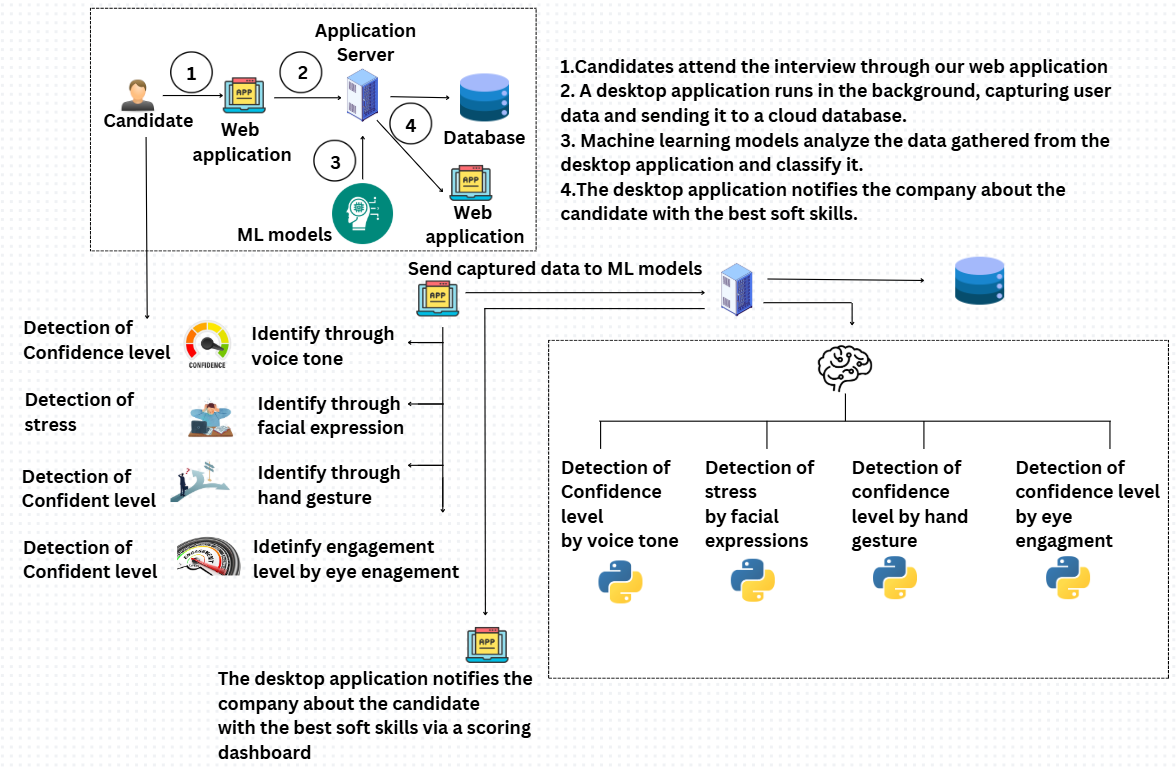 Application
Server
1
2
APP
Candidate
Web
application
Database
4
3
APP
Web
application
ML models
1.Candidates attend the interview through our web application
2. A desktop application runs in the background, capturing user
data and sending it to a cloud database.
3. Machine learning models analyze the data gathered from the
desktop application and classify it.
4.The desktop application notifies the company about the
candidate with the best soft skills.
Send captured data to ML models
APP
Detection of
Confidence level
CONFIDENCE
Identify through
voice tone
Detection of
stress
Identify through
facial expression
Detection of
Confident level
Identify through
hand gesture
Detection of
Confident level
ENGAGEMENT
Idetinfy engagement
level by eye enagement
Detection of
Confidence
level
by voice tone
Detection of
stress
by facial
expressions
Detection of
confidence
level by hand
gesture
Detection of
confidence level
by eye
engagment
APP
The desktop application notifies the
company about the candidate
with the best soft skills via a scoring
dashboard